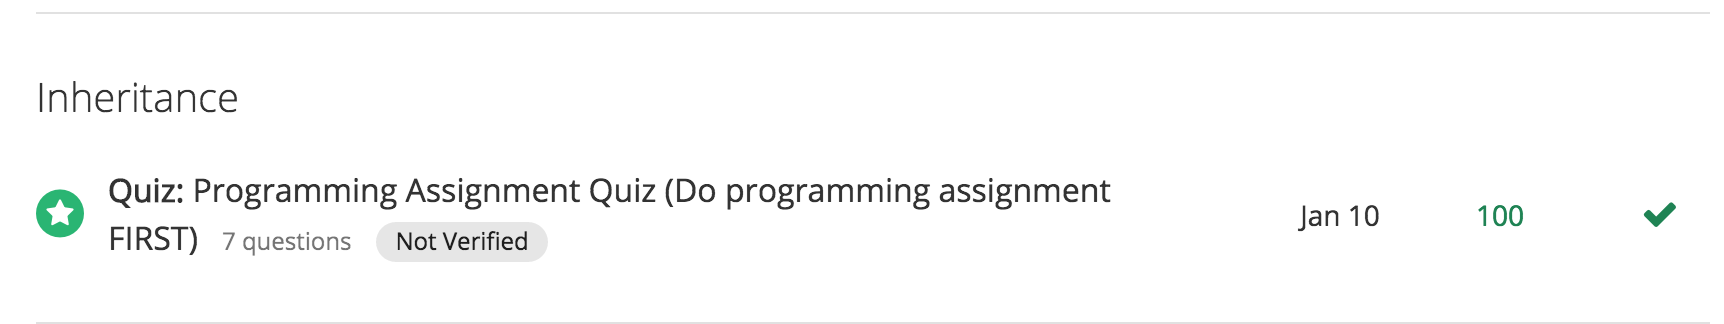 Inheritance
Quiz: Programming Assignment Quiz (Do programming assignment
FIRST) 7 questions Not Verified
Jan 10 100